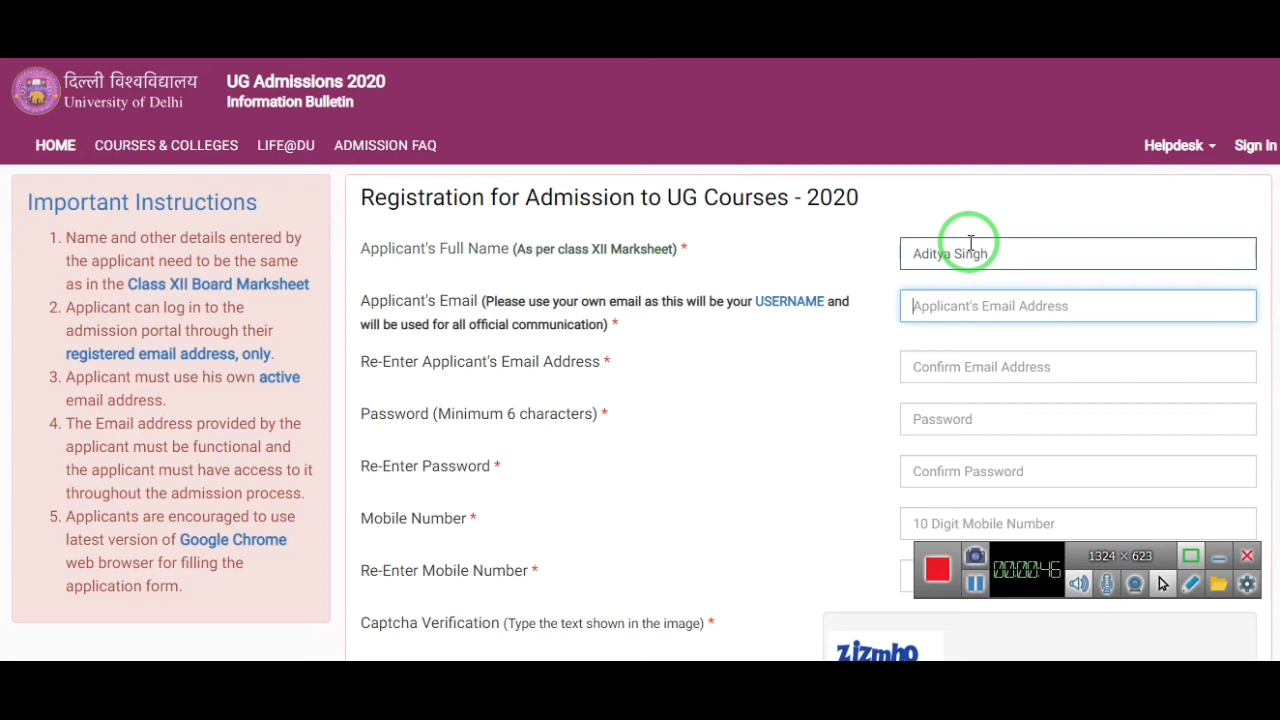 दिल्ली विश्वविद्यालय
University of Delhi
UG Admissions 2020
Information Bulletin
HOME COURSES & COLLEGES LIFE@DU ADMISSION FAQ Helpdesk Sign In
Important Instructions
1. Name and other details entered by
the applicant need to be the same
as in the Class XII Board Marksheet
2. Applicant can log in to the
admission portal through their
registered email address, only.
3. Applicant must use his own active
email address.
4. The Email address provided by the
applicant must be functional and
the applicant must have access to it
throughout the admission process.
5. Applicants are encouraged to use
latest version of Google Chrome
web browser for filling the
application form.
Registration for Admission to UG Courses - 2020
Applicant's Full Name (As per class XII Marksheet) *
Aditya Singh
Applicant's Email (Please use your own email as this will be your USERNAME and
will be used for all official communication) *
Applicant's Email Address
Re-Enter Applicant's Email Address *
Confirm Email Address
Password (Minimum 6 characters) *
Password
Re-Enter Password *
Confirm Password
Mobile Number *
10 Digit Mobile Number
Re-Enter Mobile Number *
00:00:46
1324 × 623
Captcha Verification (Type the text shown in the image) *
zizmho